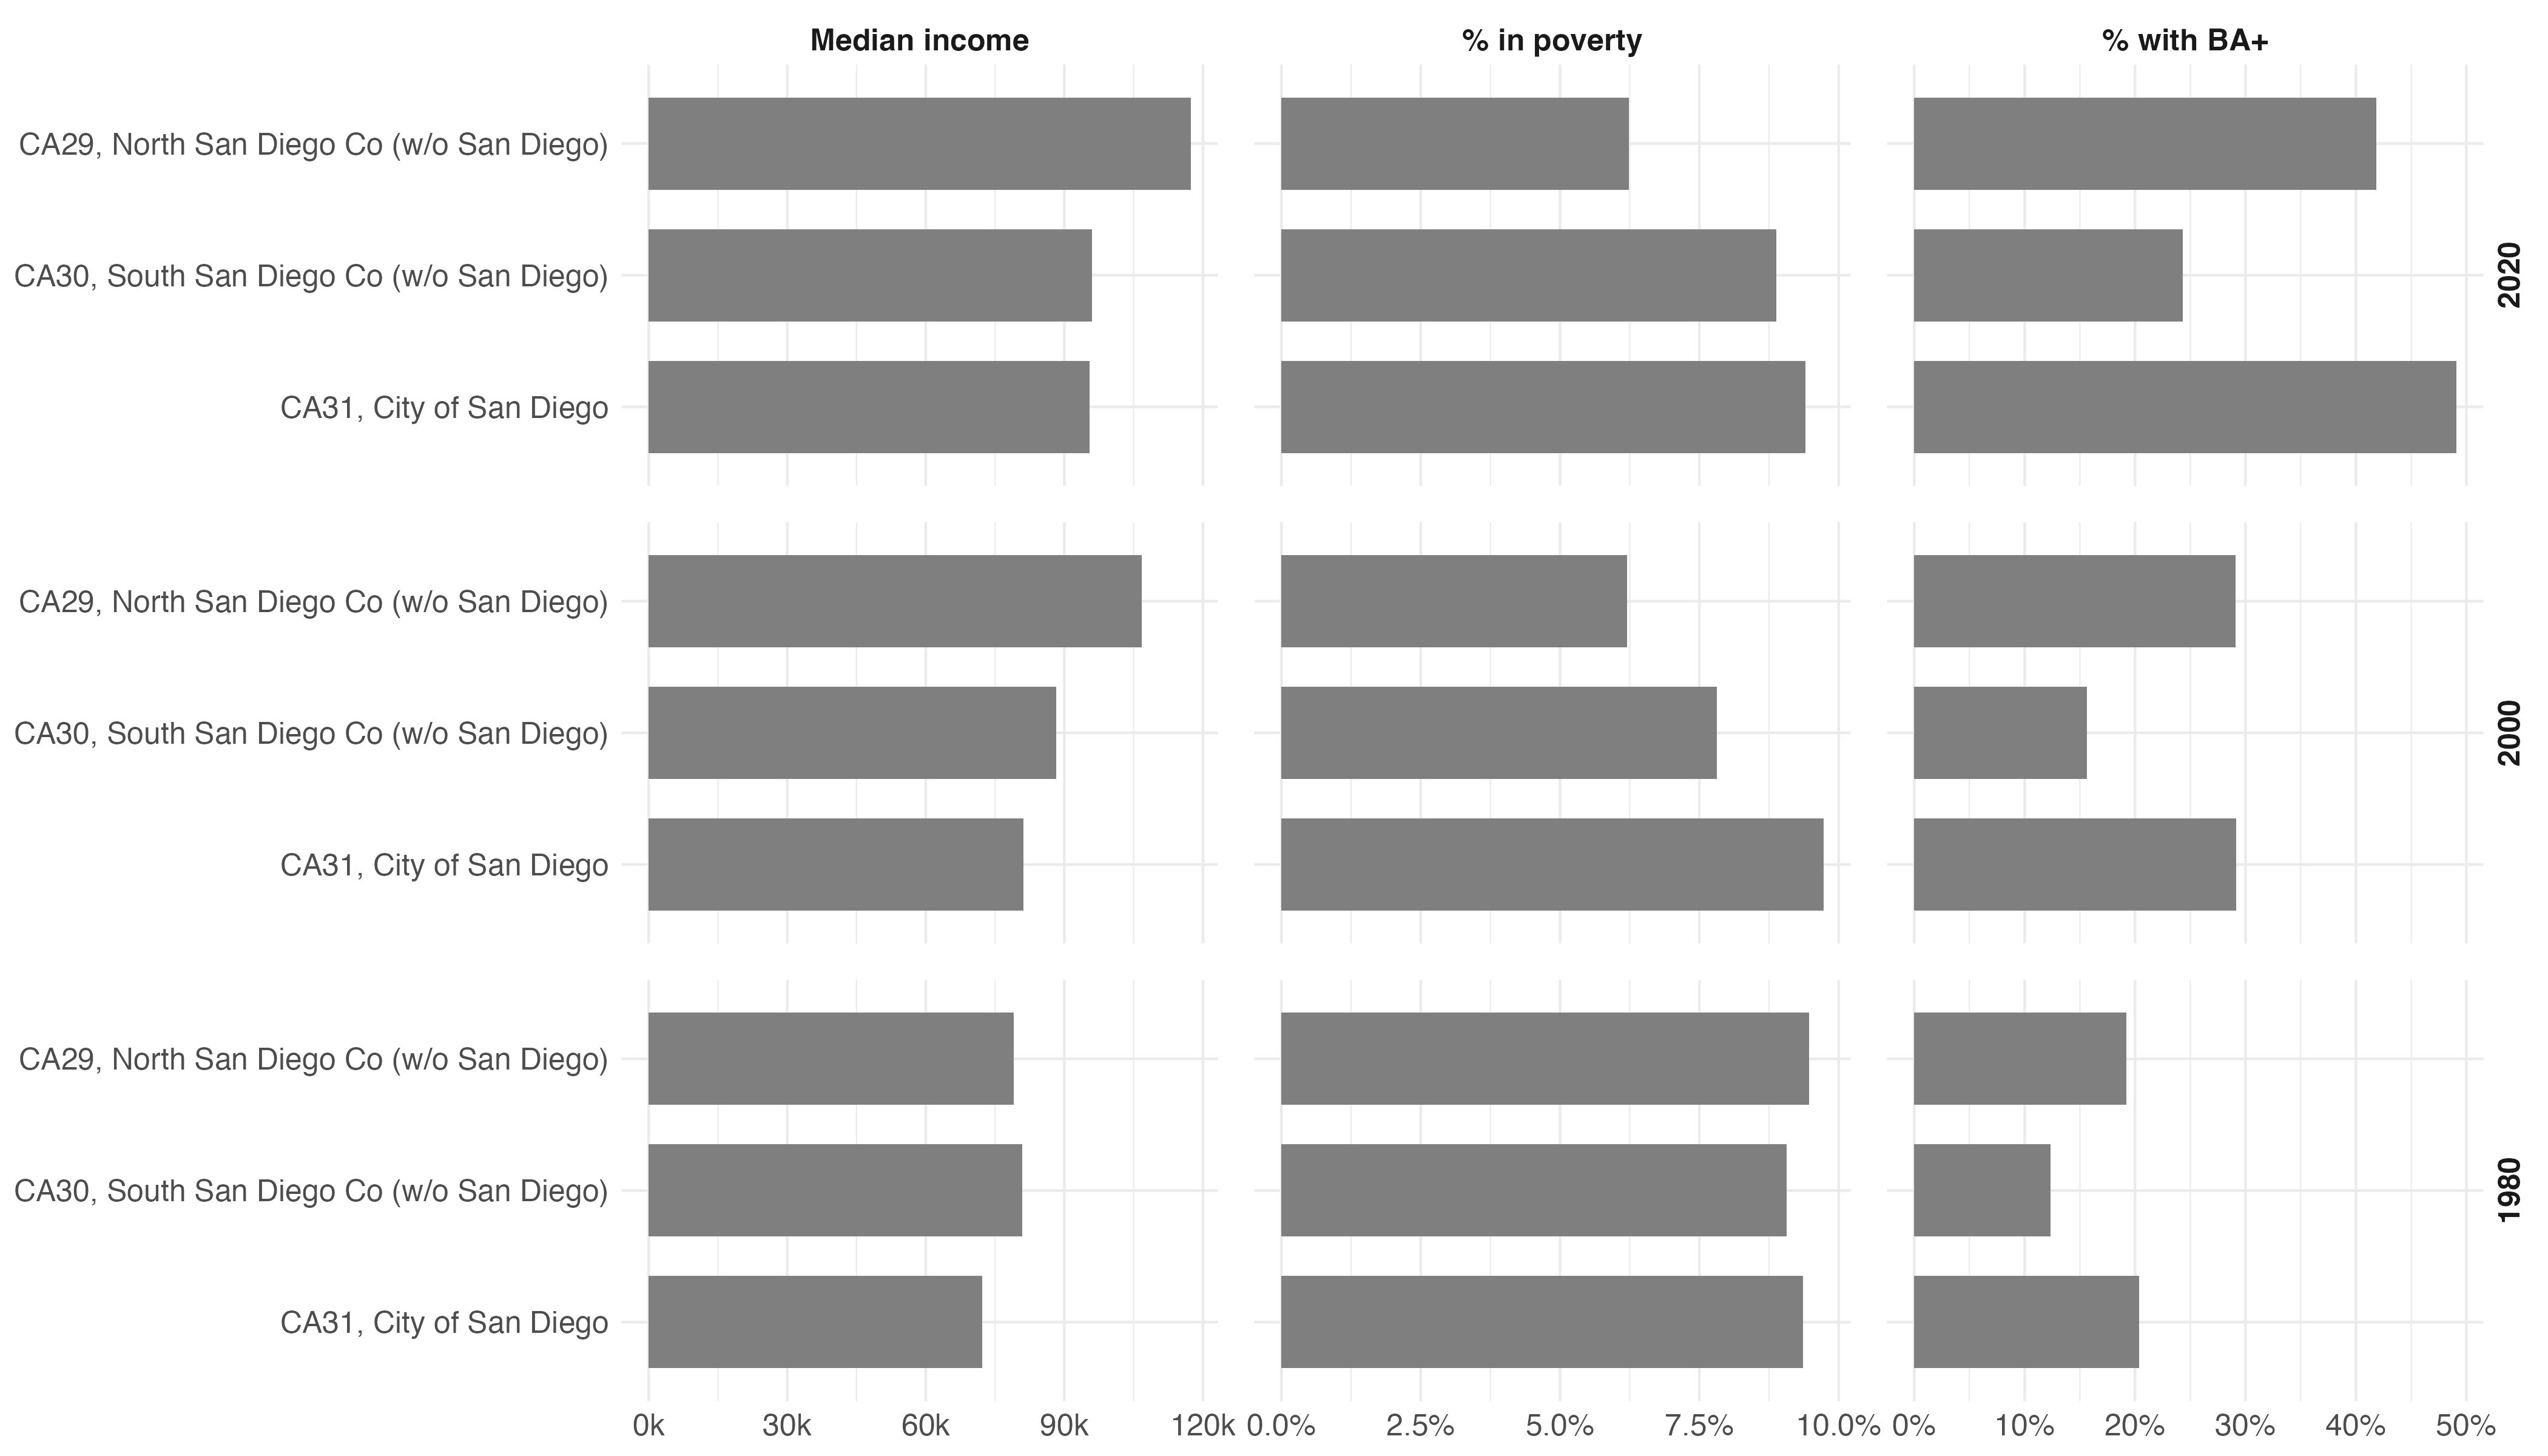 Median income % in poverty % with BA+
CA29, North San Diego Co (w/o San Diego)
CA30, South San Diego Co (w/o San Diego)
CA31, City of San Diego
2020
CA29, North San Diego Co (w/o San Diego)
CA30, South San Diego Co (w/o San Diego)
CA31, City of San Diego
2000
CA29, North San Diego Co (w/o San Diego)
CA30, South San Diego Co (w/o San Diego)
CA31, City of San Diego
1980
0k 30k 60k 90k 120k 0.0% 2.5% 5.0% 7.5% 10.0% 0% 10% 20% 30% 40% 50%